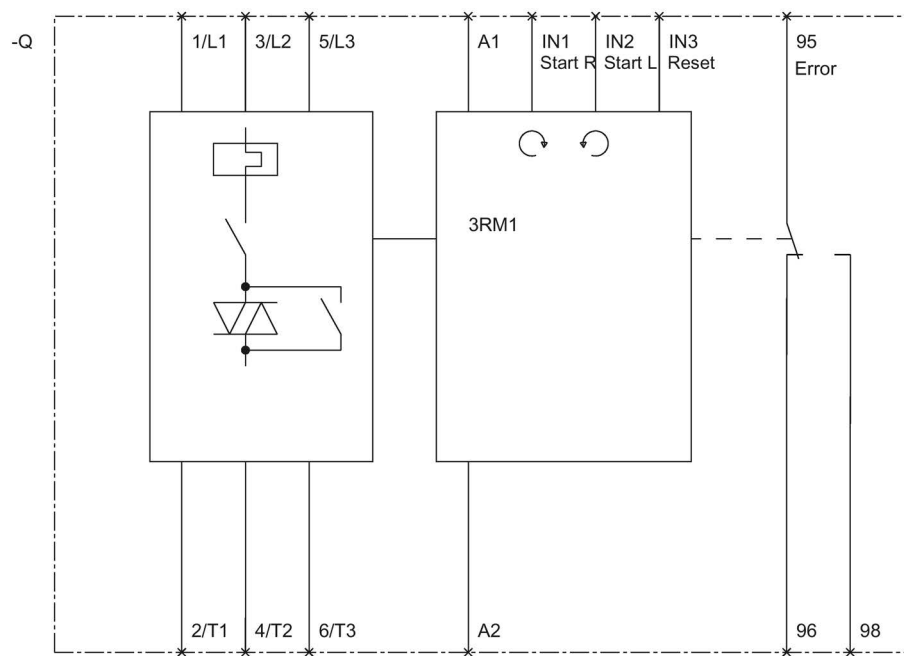 -Q
1/L1 3/L2 5/L3 A1 IN1 IN2 IN3 95
Start R Start L Reset Error
3RM1
2/T1 4/T2 6/T3 A2 96 98